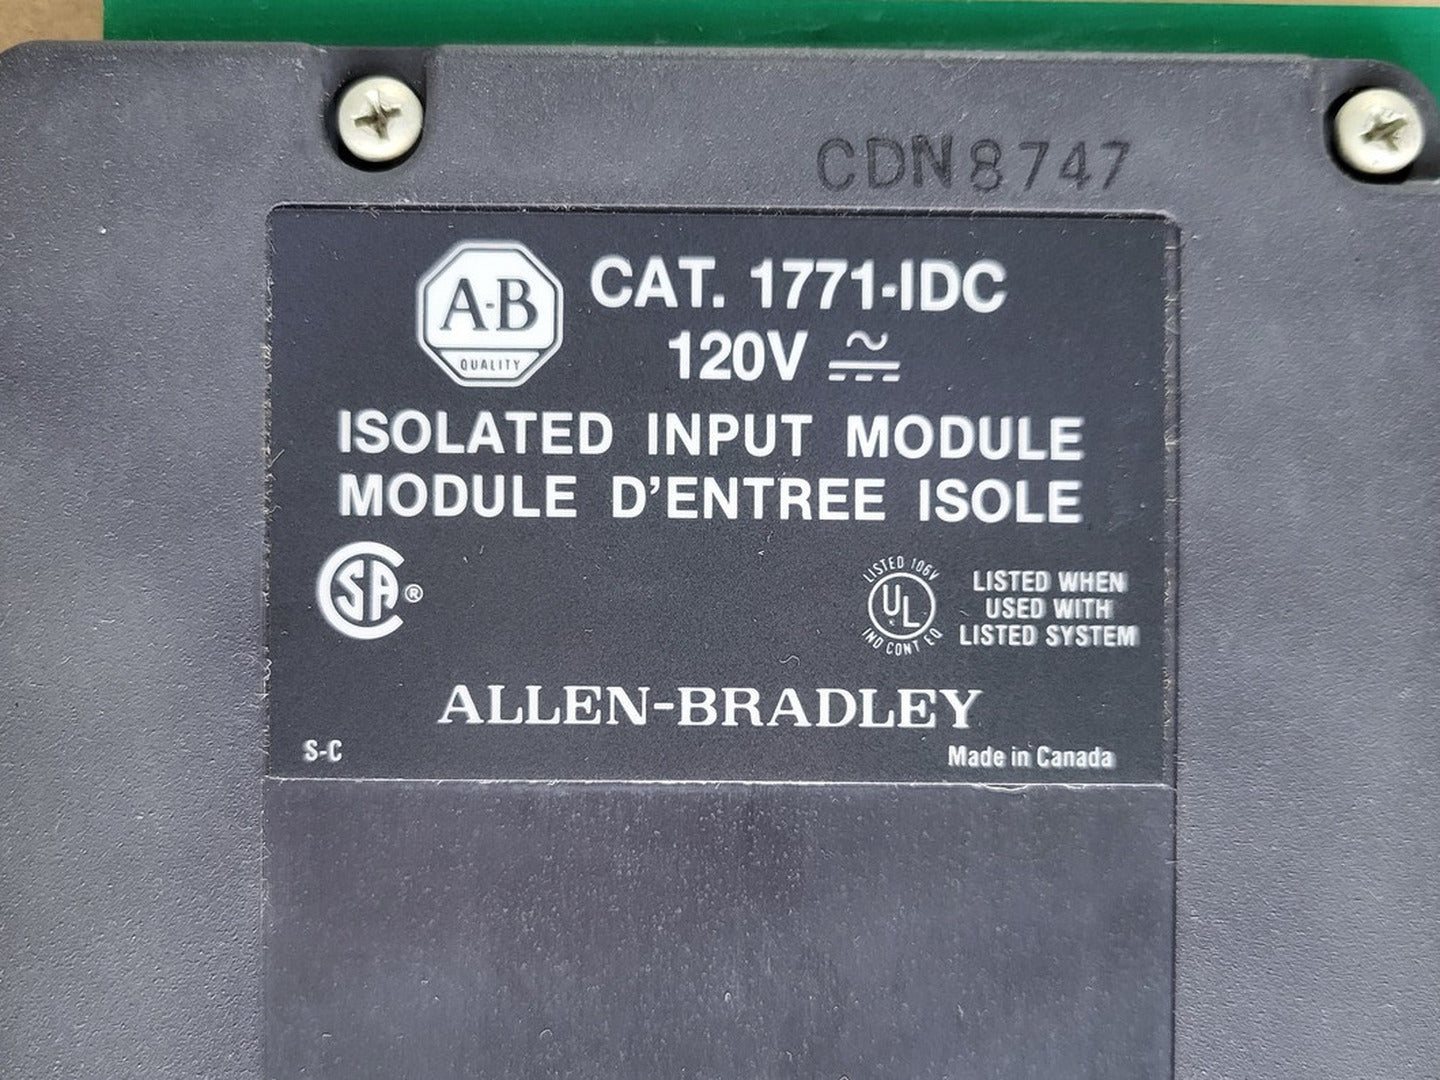 CDN8747
A-B
QUALITY
CAT. 1771-IDC
120V
ISOLATED INPUT MODULE
MODULE D'ENTREE ISOLE
SA®
LISTED 106V
UL
IND CONT EQ
LISTED WHEN
USED WITH
LISTED SYSTEM
ALLEN-BRADLEY
S-C
Made in Canada